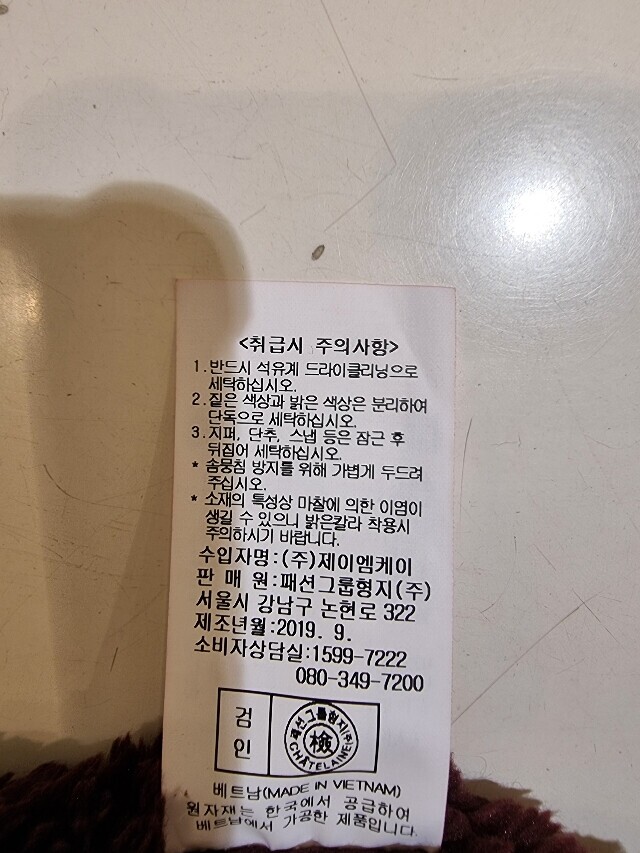 <취급시 주의사항>
1.반드시 석유계 드라이클리닝으로
세탁하십시오.
2.짙은 색상과 밝은 색상은 분리하여
단독으로 세탁하십시오.
3.지퍼, 단추, 스냅 등은 잠근 후
뒤집어 세탁하십시오.
* 솜뭉침 방지를 위해 가볍게 두드려
주십시오.
* 소재의 특성상 마찰에 의한 이염이
생길 수 있으니 밝은칼라 착용시
주의하시기 바랍니다.
수입자명:(주)제이엠케이
판 매 원:패션그룹형지(주)
서울시 강남구 논현로 322
제조년월:2019. 9.
소비자상담실:1599-7222
080-349-7200
검
인
패션그룹형지(주)
檢
CHATELAINE
베트남(MADE IN VIETNAM)
원자재는 한국에서 공급하여
베트남에서 가공한 제품입니다.